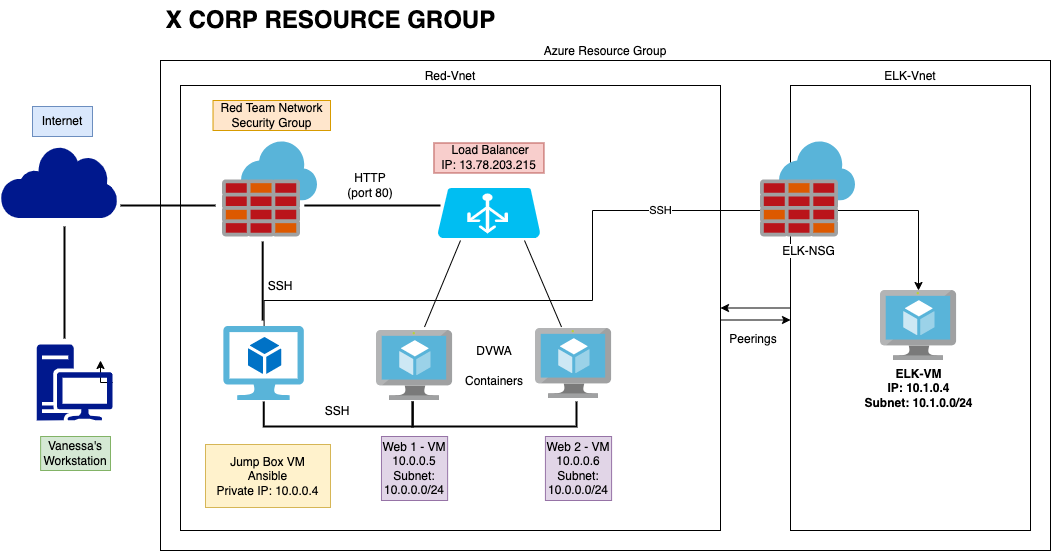 X CORP RESOURCE GROUP
Azure Resource Group
Red-Vnet
ELK-Vnet
Internet
Red Team Network
Security Group
Load Balancer
IP: 13.78.203.215
HTTP
(port 80)
SSH
ELK-NSG
SSH
Peerings
DVWA
Containers
ELK-VM
IP: 10.1.0.4
Subnet: 10.1.0.0/24
SSH
Vanessa's
Workstation
Jump Box VM
Ansible
Private IP: 10.0.0.4
Web 1 - VM
10.0.0.5
Subnet:
10.0.0.0/24
Web 2 - VM
10.0.0.6
Subnet:
10.0.0.0/24